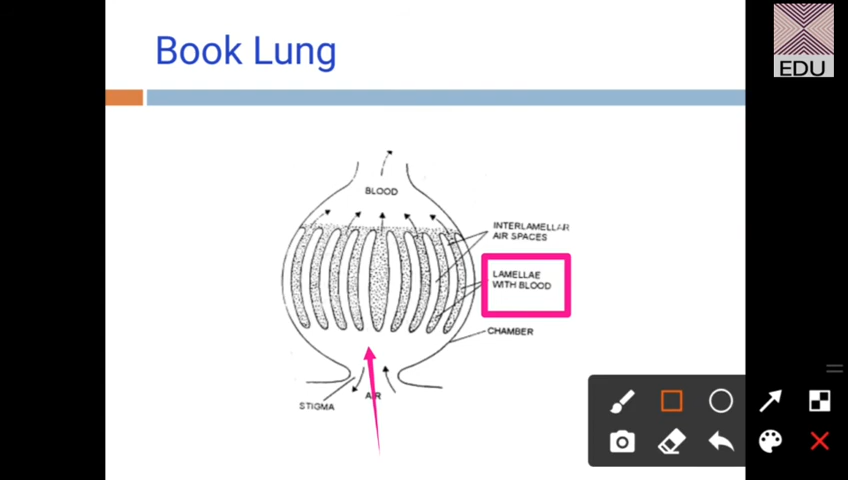 Book Lung
EDU
BLOOD
INTERLAMELLAR
AIR SPACES
LAMELLAE
WITH BLOOD
CHAMBER
AIR
STIGMA